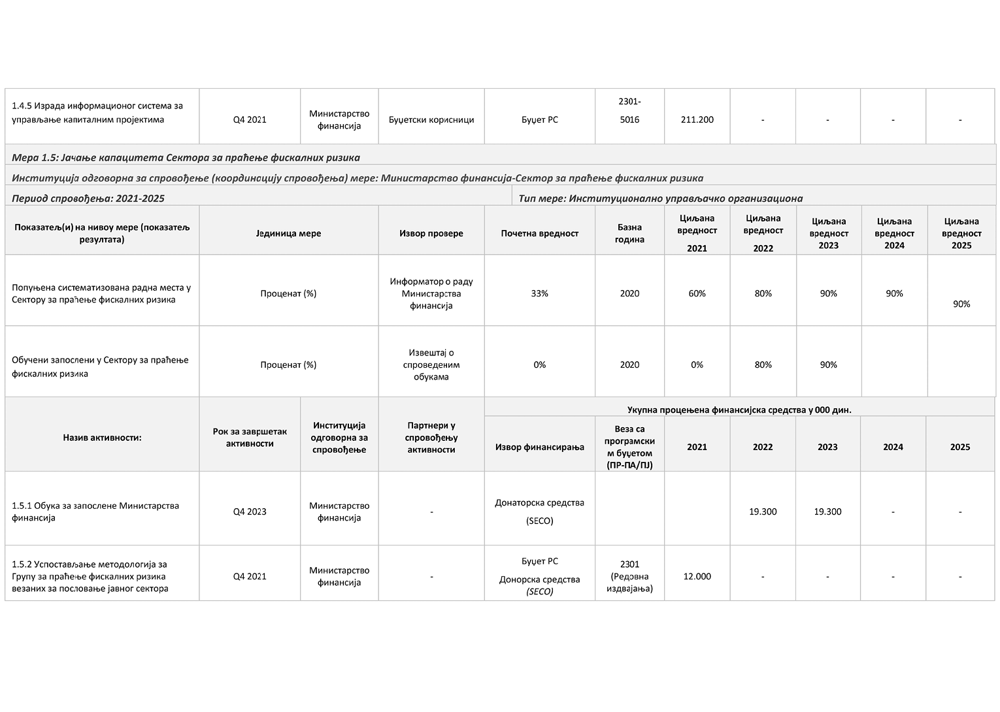 1.4.5 Израда информационог система за
управљање капиталним пројектима
Q4 2021
Министарство
финансија
Буџетски корисници
Буџет РС
2301-
5016
211.200
-
-
-
-
Мера 1.5: Јачање капацитета Сектора за праћење фискалних ризика
Институција одговорна за спровођење (координацију спровођења) мере: Министарство финансија-Сектор за праћење фискалних ризика
Период спровођења: 2021-2025
Тип мере: Институционално управљачко организациона
Показатељ(и) на нивоу мере (показатељ
резултата)
Јединица мере
Извор провере
Почетна вредност
Базна
година
Циљана
вредност
2021
Циљана
вредност
2022
Циљана
вредност
2023
Циљана
вредност
2024
Циљана
вредност
2025
Попуњена систематизована радна места у
Сектору за праћење фискалних ризика
Проценат (%)
Информатор о раду
Министарства
финансија
33%
2020
60%
80%
90%
90%
90%
Обучени запослени у Сектору за праћење
фискалних ризика
Проценат (%)
Извештај о
спроведеним
обукама
0%
2020
0%
80%
90%
Назив активности:
Рок за завршетак
активности
Институција
одговорна за
спровођење
Партнери у
спровођењу
активности
Укупна процењена финансијска средства у 000 дин.
Извор финансирања
Веза са
програмски
м буџетом
(ПР-ПА/ПЈ)
2021
2022
2023
2024
2025
1.5.1 Обука за запослене Министарства
финансија
Q4 2023
Министарство
финансија
-
Донаторска средства
(SECO)
19.300
19.300
-
-
1.5.2 Успостављање методологија за
Групу за праћење фискалних ризика
везаних за пословање јавног сектора
Q4 2021
Министарство
финансија
-
Буџет РС
Донорска средства
(SECO)
2301
(Редовна
издвајања)
12.000
-
-
-
-